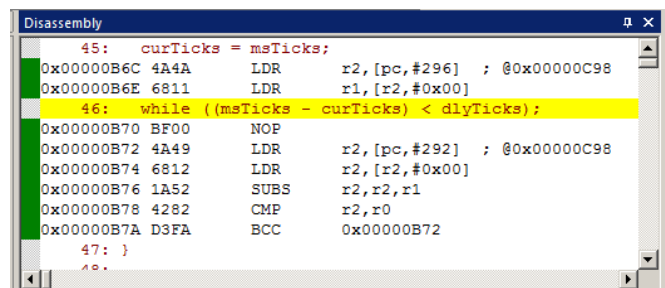 Disassembly
45: curTicks = msTicks;
0x00000B6C 4A4A LDR r2,[pc,#296] ; @0x00000C98
0x00000B6E 6811 LDR r1,[r2,#0x00]
46: while ((msTicks - curTicks) < dlyTicks);
0x00000B70 BF00 NOP
0x00000B72 4A49 LDR r2,[pc,#292] ; @0x00000C98
0x00000B74 6812 LDR r2,[r2,#0x00]
0x00000B76 1A52 SUBS r2,r2,r1
0x00000B78 4282 CMP r2,r0
0x00000B7A D3FA BCC 0x00000B72
47: }